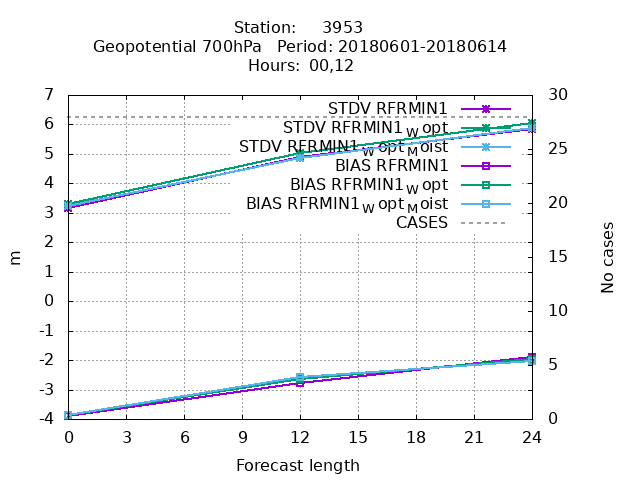 Station: 3953
Geopotential 700hPa Period: 20180601-20180614
Hours: 00,12
7
6
5
4
3
2
1
0
-1
-2
-3
-4
m
STDV RFRMIN1
STDV RFRMIN1_W opt
STDV RFRMIN1_W opt_M oist
BIAS RFRMIN1
BIAS RFRMIN1_W opt
BIAS RFRMIN1_W opt_M oist
CASES
30
25
20
15
10
5
0
No cases
0 3 6 9 12 15 18 21 24
Forecast length